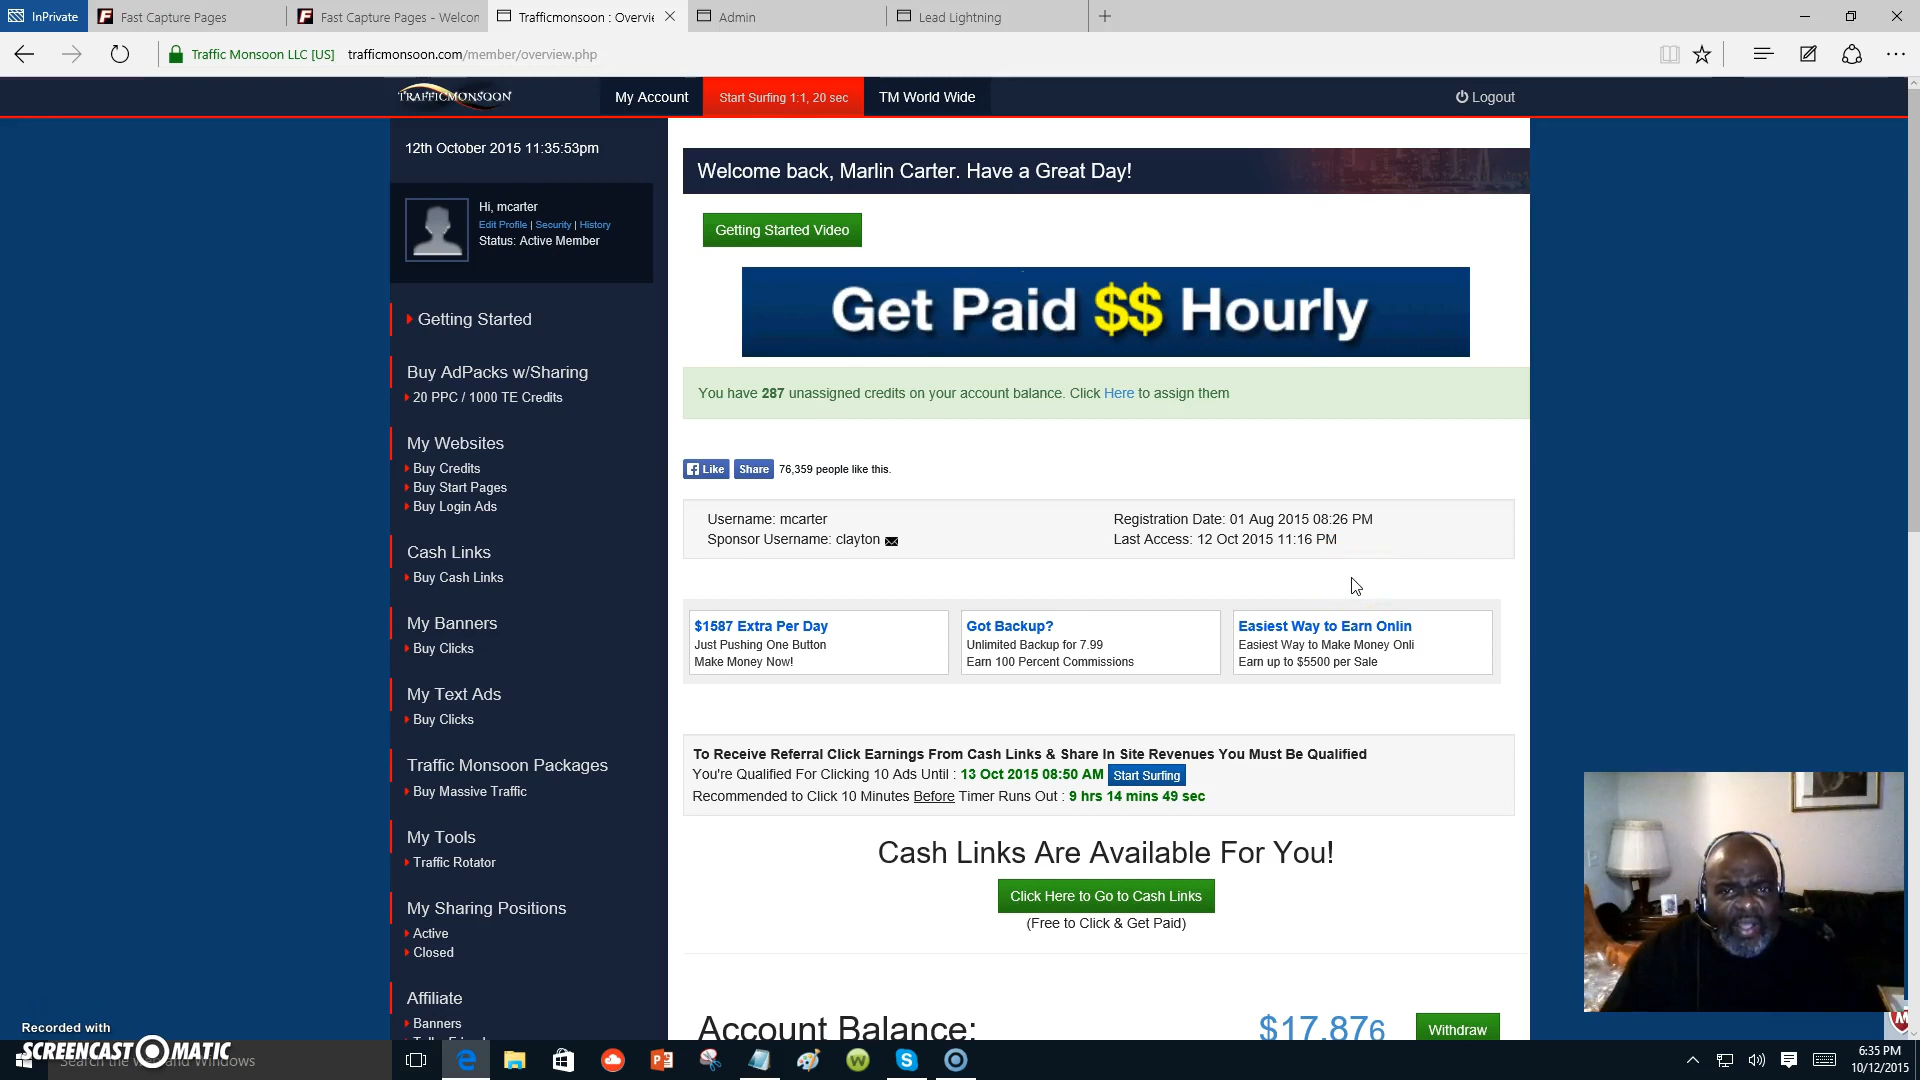 InPrivate
Fast Capture Pages
Fast Capture Pages - Welcon
Trafficmonsoon : Overvie
Admin
Lead Lightning
Traffic Monsoon LLC [US]
trafficmonsoon.com/member/overview.php
TRAFFICMONSOON
My Account
Start Surfing 1:1, 20 sec
TM World Wide
Logout
12th October 2015 11:35:53pm
Hi, mcarter
Edit Profile | Security | History
Status: Active Member
Getting Started
Buy AdPacks w/Sharing
20 PPC / 1000 TE Credits
My Websites
Buy Credits
Buy Start Pages
Buy Login Ads
Cash Links
Buy Cash Links
My Banners
Buy Clicks
My Text Ads
Buy Clicks
Traffic Monsoon Packages
Buy Massive Traffic
My Tools
Traffic Rotator
My Sharing Positions
Active
Closed
Affiliate
Banners
Welcome back, Marlin Carter. Have a Great Day!
Getting Started Video
Get Paid $$ Hourly
You have 287 unassigned credits on your account balance. Click Here to assign them
Like
Share
76,359 people like this.
Username: mcarter
Sponsor Username: clayton
Registration Date: 01 Aug 2015 08:26 PM
Last Access: 12 Oct 2015 11:16 PM
$1587 Extra Per Day
Just Pushing One Button
Make Money Now!
Got Backup?
Unlimited Backup for 7.99
Earn 100 Percent Commissions
Easiest Way to Earn Onlin
Easiest Way to Make Money Onli
Earn up to $5500 per Sale
To Receive Referral Click Earnings From Cash Links & Share In Site Revenues You Must Be Qualified
You're Qualified For Clicking 10 Ads Until : 13 Oct 2015 08:50 AM Start Surfing
Recommended to Click 10 Minutes Before Timer Runs Out : 9 hrs 14 mins 49 sec
Cash Links Are Available For You!
Click Here to Go to Cash Links
(Free to Click & Get Paid)
Account Balance:
$17.876
Withdraw
Recorded with
SCREENCAST O MATIC
Search the and Windows
6:35 PM
10/12/2015